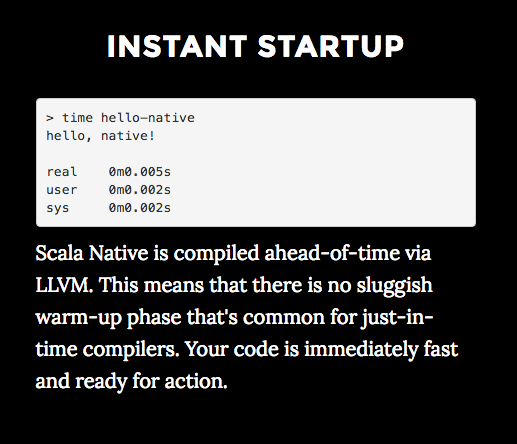 INSTANT STARTUP
> time hello-native
hello, native!
real 0m0.005s
user 0m0.002s
sys 0m0.002s
Scala Native is compiled ahead-of-time via
LLVM. This means that there is no sluggish
warm-up phase that's common for just-in-
time compilers. Your code is immediately fast
and ready for action.